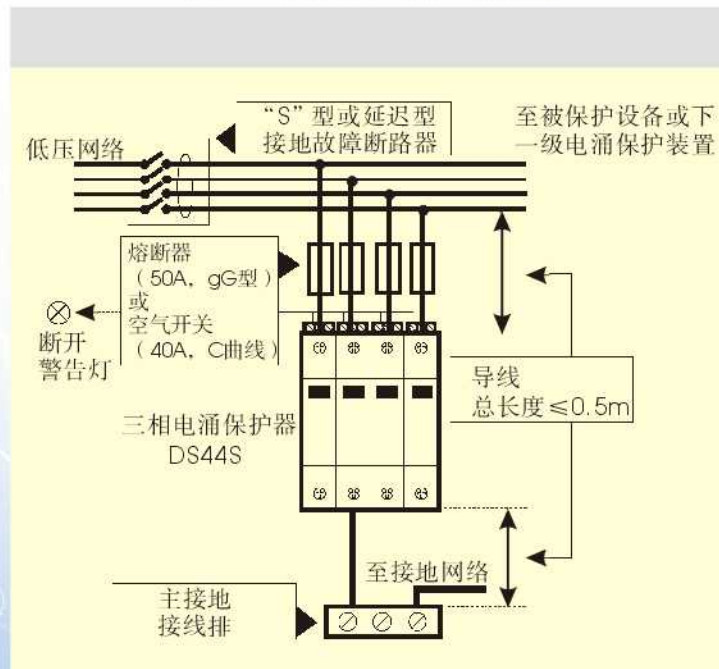 “S”型或延迟型
接地故障断路器
至被保护设备或下
一级电涌保护装置
低压网络
熔断器
（50A，gG型）
或
空气开关
（40A，C曲线）
断开
警告灯
导线
总长度≤0.5m
三相电涌保护器
DS44S
至接地网络
主接地
接线排